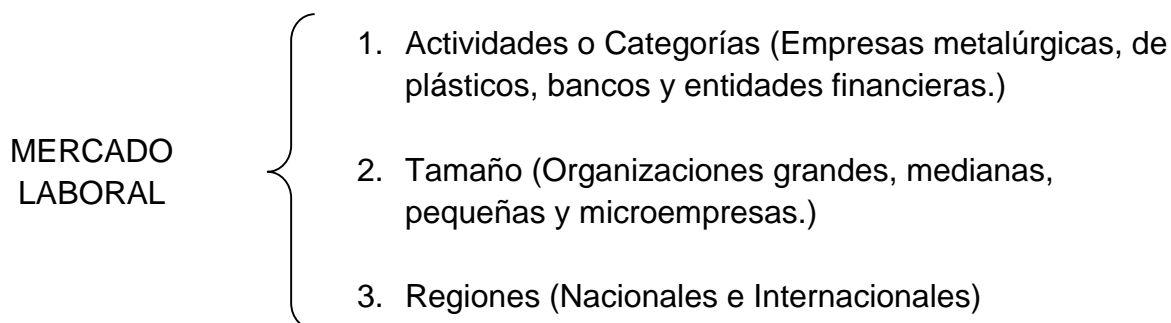 MERCADO
LABORAL
1. Actividades o Categorías (Empresas metalúrgicas, de
plásticos, bancos y entidades financieras.)
2. Tamaño (Organizaciones grandes, medianas,
pequeñas y microempresas.)
3. Regiones (Nacionales e Internacionales)